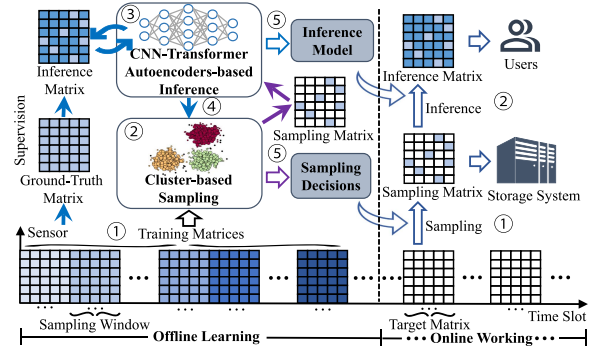 ③
⑤
CNN-Transformer
Autoencoders-based
Inference
Inference
Model
Inference
Matrix
Inference Matrix
Users
④
②
Inference
②
Supervision
Sampling Matrix
Cluster-based
Sampling
⑤
Sampling
Decisions
Ground-Truth
Matrix
Sampling Matrix
Storage System
Sensor
①
Training Matrices
Sampling
①
...
...
...
...
...
...
...
...
...
...
...
Time Slot
Sampling Window
Target Matrix
Offline Learning
Online Working